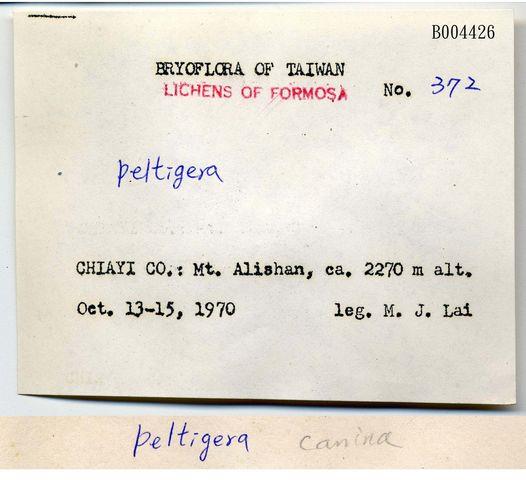 B004426
BRYOFLORA OF TAIWAN
LICHENS OF FORMOSA No. 372
peltigera
CHIAYI CO.: Mt. Alishan, ca. 2270 m alt.
Oct. 13-15, 1970 leg. M. J. Lai
peltigera canina